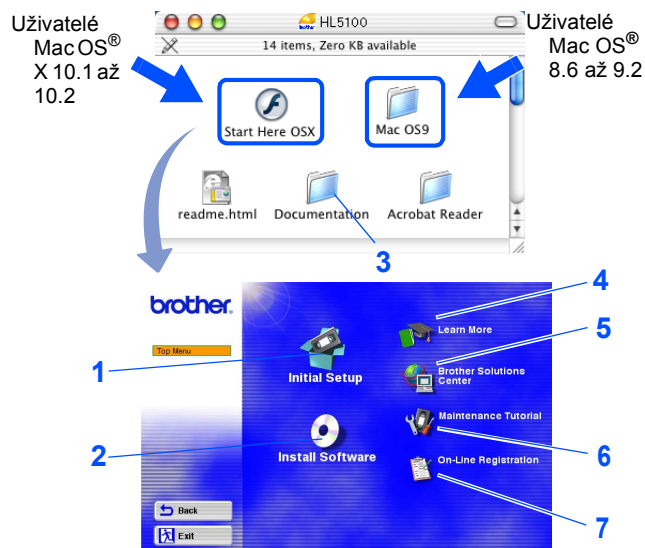 Uživatelé
Mac OS®
X 10.1 až
10.2
HL5100
14 items, Zero KB available
Uživatelé
Mac OS®
8.6 až 9.2
Start Here OSX
Mac OS9
readme.html
Documentation
Acrobat Reader
3
brother.
Top Menu
1
Initial Setup
2
Install Software
4
Learn More
5
Brother Solutions
Center
Maintenance Tutorial
6
On-Line Registration
7
Back
Exit